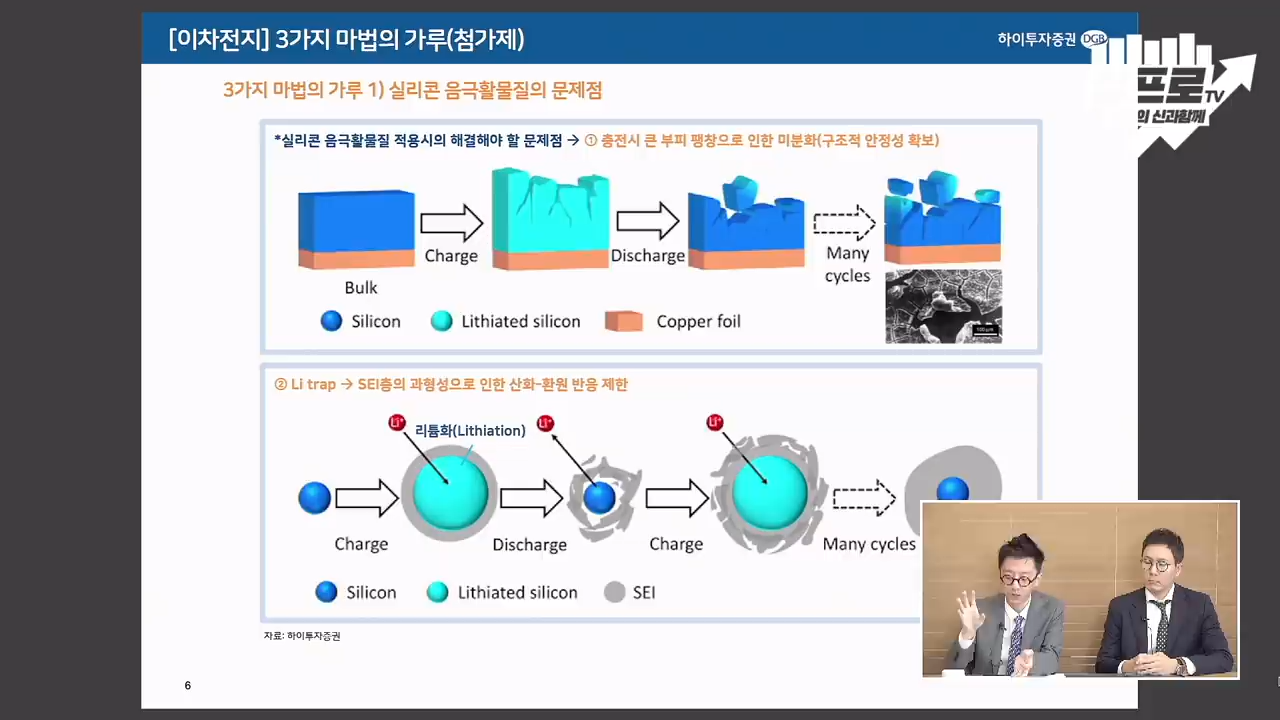 [이차전지] 3가지 마법의 가루(첨가제)
하이투자증권 DGB
프로TV
의 신과함께
3가지 마법의 가루 1) 실리콘 음극활물질의 문제점
*실리콘 음극활물질 적용시의 해결해야 할 문제점 → ① 충전시 큰 부피 팽창으로 인한 미분화(구조적 안정성 확보)
Charge
Discharge
Many
cycles
Bulk
Silicon
Lithiated silicon
Copper foil
100 μm
② Li trap → SEI층의 과형성으로 인한 산화-환원 반응 제한
Li+
리튬화(Lithiation)
Li+
Li+
Charge
Discharge
Charge
Many cycles
Silicon
Lithiated silicon
SEI
자료: 하이투자증권
6